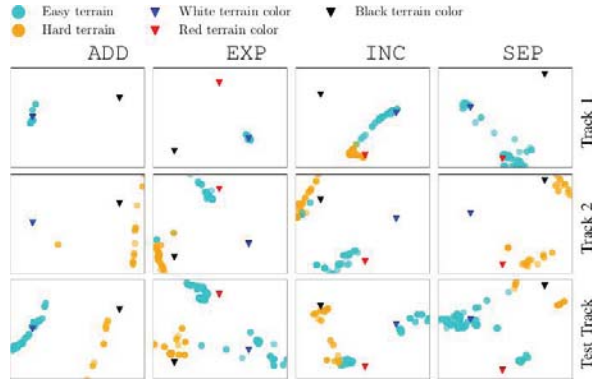 Easy terrain White terrain color Black terrain color
Hard terrain Red terrain color
ADD EXP INC SEP
Track 1
Track 2
Test Track